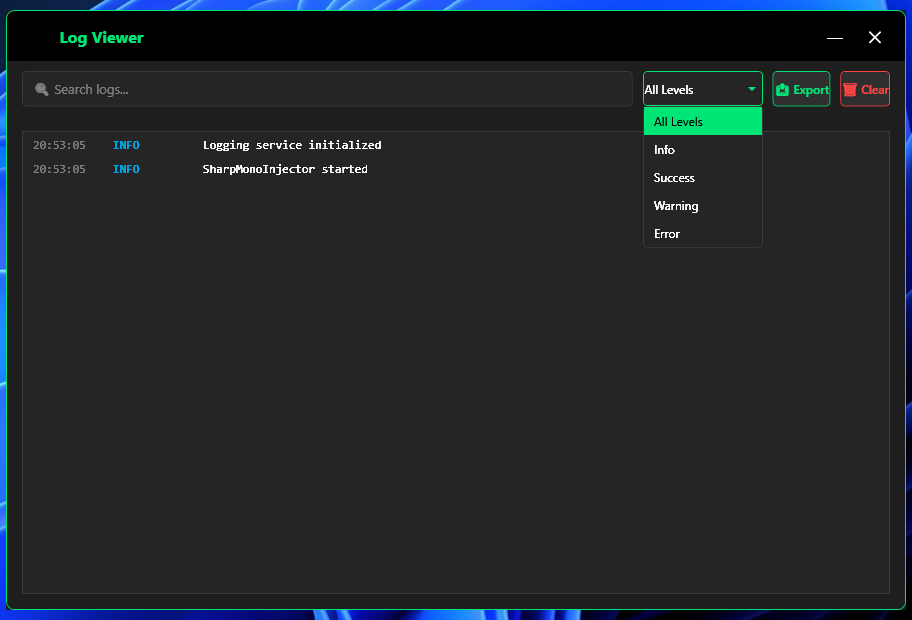 Log Viewer
Search logs...
All Levels
Export
Clear
All Levels
Info
Success
Warning
Error
20:53:05 INFO Logging service initialized
20:53:05 INFO SharpMonoInjector started